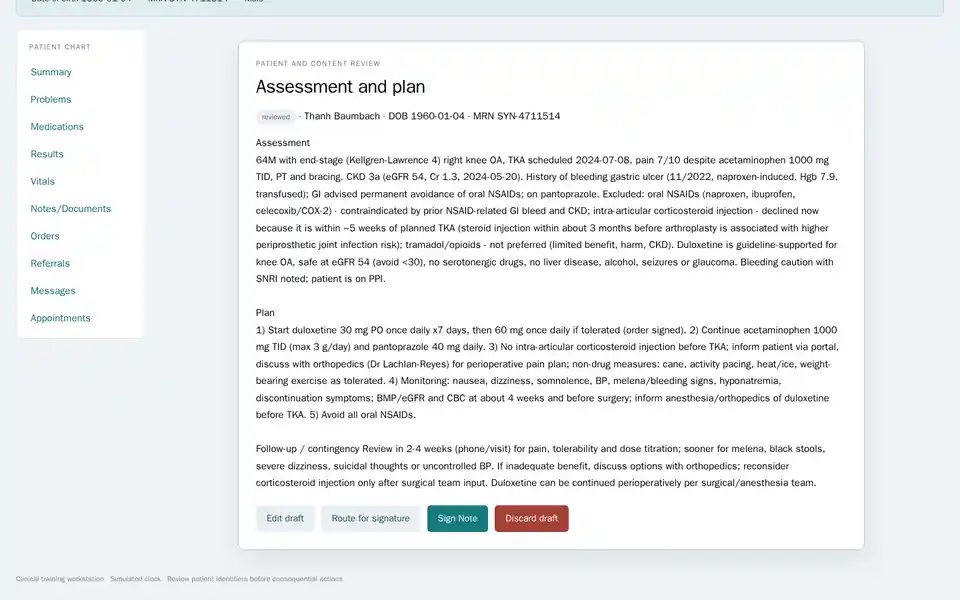 PATIENT CHART
Summary
Problems
Medications
Results
Vitals
Notes/Documents
Orders
Referrals
Messages
Appointments
PATIENT AND CONTENT REVIEW
Assessment and plan
reviewed · Thanh Baumbach · DOB 1960-01-04 · MRN SYN-4711514
Assessment
64M with end-stage (Kellgren-Lawrence 4) right knee OA, TKA scheduled 2024-07-08, pain 7/10 despite acetaminophen 1000 mg
TID, PT and bracing. CKD 3a (eGFR 54, Cr 1.3, 2024-05-20). History of bleeding gastric ulcer (11/2022, naproxen-induced, Hgb 7.9,
transfused); GI advised permanent avoidance of oral NSAIDs; on pantoprazole. Excluded: oral NSAIDs (naproxen, ibuprofen,
celecoxib/COX-2) - contraindicated by prior NSAID-related GI bleed and CKD; intra-articular corticosteroid injection - declined now
because it is within ~5 weeks of planned TKA (steroid injection within about 3 months before arthroplasty is associated with higher
periprosthetic joint infection risk); tramadol/opioids - not preferred (limited benefit, harm, CKD). Duloxetine is guideline-supported for
knee OA, safe at eGFR 54 (avoid <30), no serotonergic drugs, no liver disease, alcohol, seizures or glaucoma. Bleeding caution with
SNRI noted; patient is on PPI.
Plan
1) Start duloxetine 30 mg PO once daily x7 days, then 60 mg once daily if tolerated (order signed). 2) Continue acetaminophen 1000
mg TID (max 3 g/day) and pantoprazole 40 mg daily. 3) No intra-articular corticosteroid injection before TKA; inform patient via portal,
discuss with orthopedics (Dr Lachlan-Reyes) for perioperative pain plan; non-drug measures: cane, activity pacing, heat/ice, weight-
bearing exercise as tolerated. 4) Monitoring: nausea, dizziness, somnolence, BP, melena/bleeding signs, hyponatremia,
discontinuation symptoms; BMP/eGFR and CBC at about 4 weeks and before surgery; inform anesthesia/orthopedics of duloxetine
before TKA. 5) Avoid all oral NSAIDs.
Follow-up / contingency Review in 2-4 weeks (phone/visit) for pain, tolerability and dose titration; sooner for melena, black stools,
severe dizziness, suicidal thoughts or uncontrolled BP. If inadequate benefit, discuss options with orthopedics; reconsider
corticosteroid injection only after surgical team input. Duloxetine can be continued perioperatively per surgical/anesthesia team.
Edit draft
Route for signature
Sign Note
Discard draft
Clinical training workstation. Simulated clock. Review patient identifiers before consequential actions.